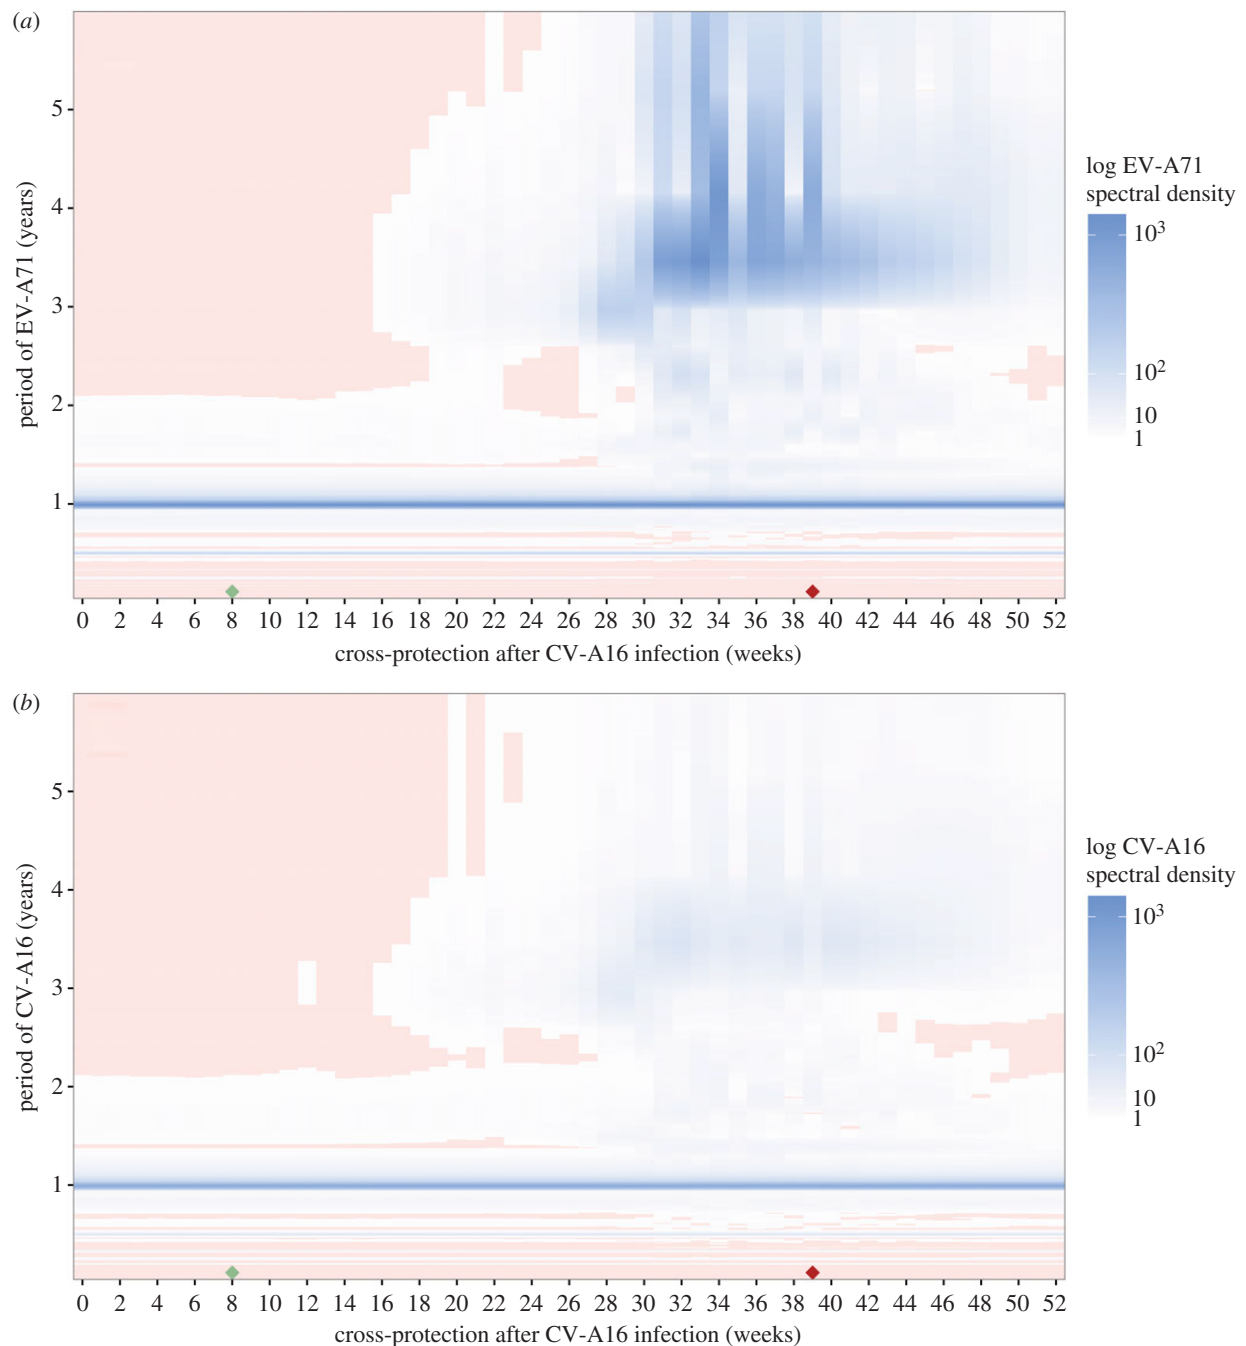 (a)
5
4
3
2
1
period of EV-A71 (years)
0 2 4 6 8 10 12 14 16 18 20 22 24 26 28 30 32 34 36 38 40 42 44 46 48 50 52
cross-protection after CV-A16 infection (weeks)
log EV-A71
spectral density
10³
10²
10
1
(b)
5
4
3
2
1
period of CV-A16 (years)
0 2 4 6 8 10 12 14 16 18 20 22 24 26 28 30 32 34 36 38 40 42 44 46 48 50 52
cross-protection after CV-A16 infection (weeks)
log CV-A16
spectral density
10³
10²
10
1